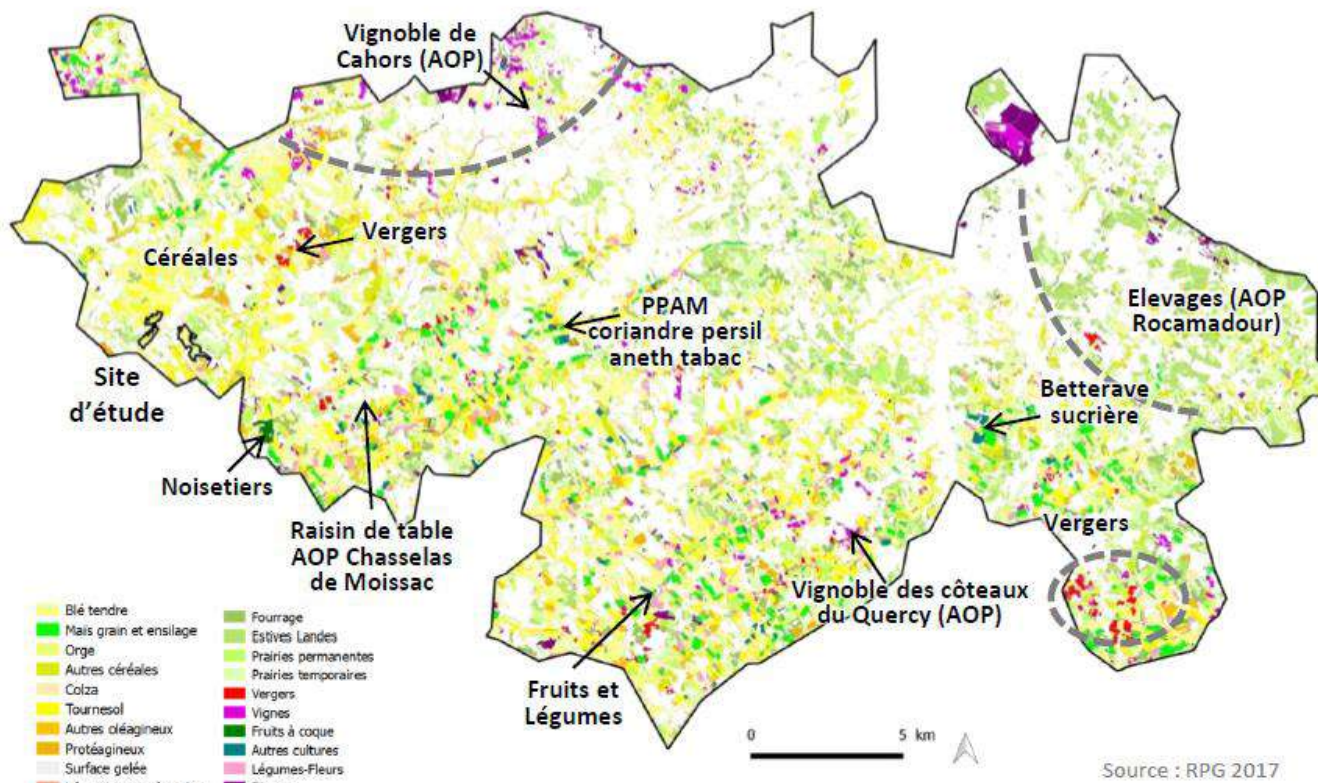 Vignoble de
Cahors (AOP)
Vergers
Céréales
PPAM
coriandre persil
aneth tabac
Elevages (AOP
Rocamadour)
Site
d'étude
Betterave
sucrière
Noisetiers
Raisin de table
AOP Chasselas
de Moissac
Vergers
Vignoble des côteaux
du Quercy (AOP)
Fruits et
Légumes
0 5 km
Blé tendre
Maïs grain et ensilage
Orge
Autres céréales
Colza
Tournesol
Autres oléagineux
Protéagineux
Surface gelée
Fourrage
Estives Landes
Prairies permanentes
Prairies temporaires
Vergers
Vignes
Fruits à coque
Autres cultures
Légumes-Fleurs
Source : RPG 2017